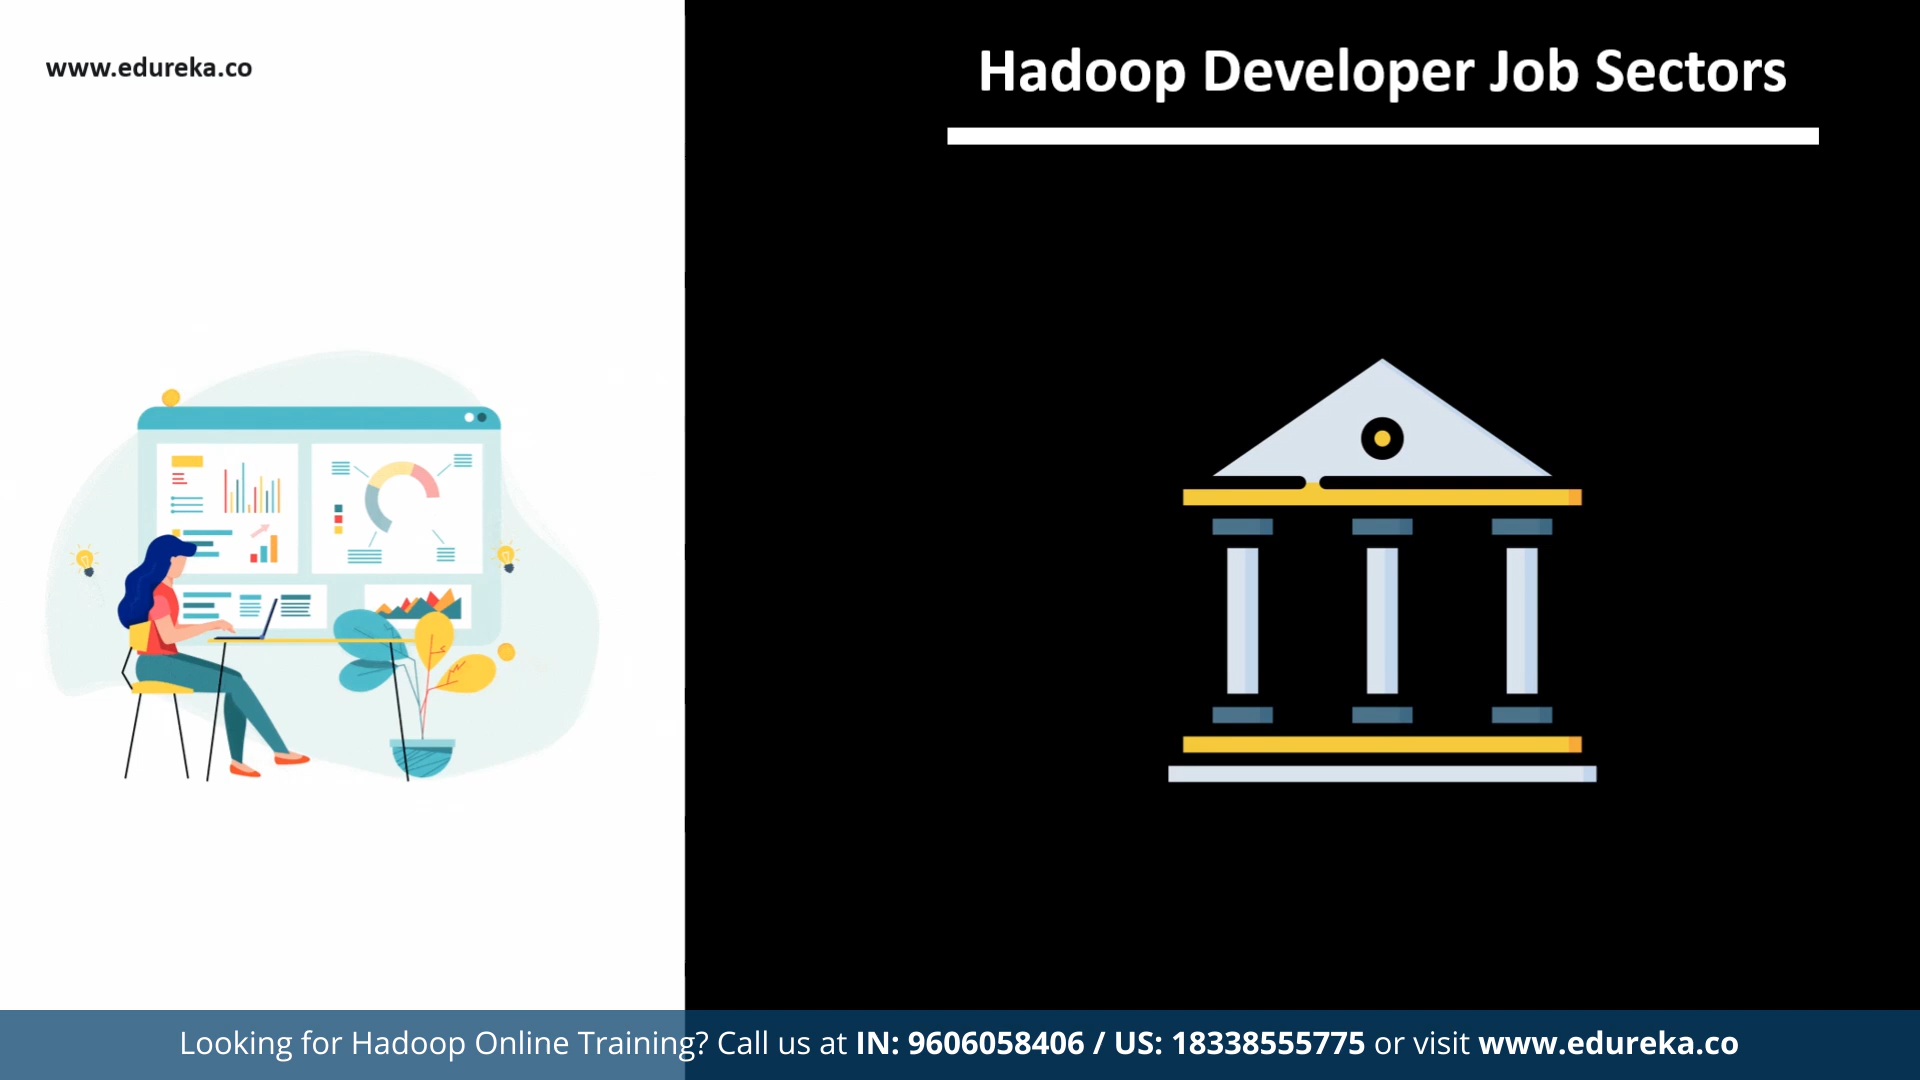 www.edureka.co
Hadoop Developer Job Sectors
Looking for Hadoop Online Training? Call us at IN: 9606058406 / US: 18338555775 or visit www.edureka.co